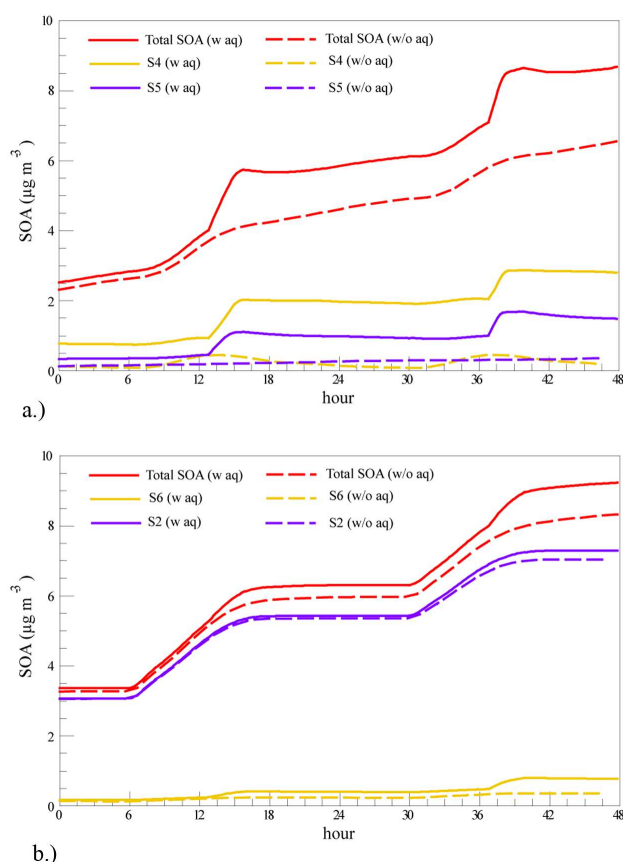 10
Total SOA (w aq) Total SOA (w/o aq)
S4 (w aq) S4 (w/o aq)
S5 (w aq) S5 (w/o aq)
8
6
4
2
0
SOA (µg m-3)
0 6 12 18 24 30 36 42 48
hour
a.)
10
Total SOA (w aq) Total SOA (w/o aq)
S6 (w aq) S6 (w/o aq)
S2 (w aq) S2 (w/o aq)
8
6
4
2
0
SOA (µg m-3)
0 6 12 18 24 30 36 42 48
hour
b.)